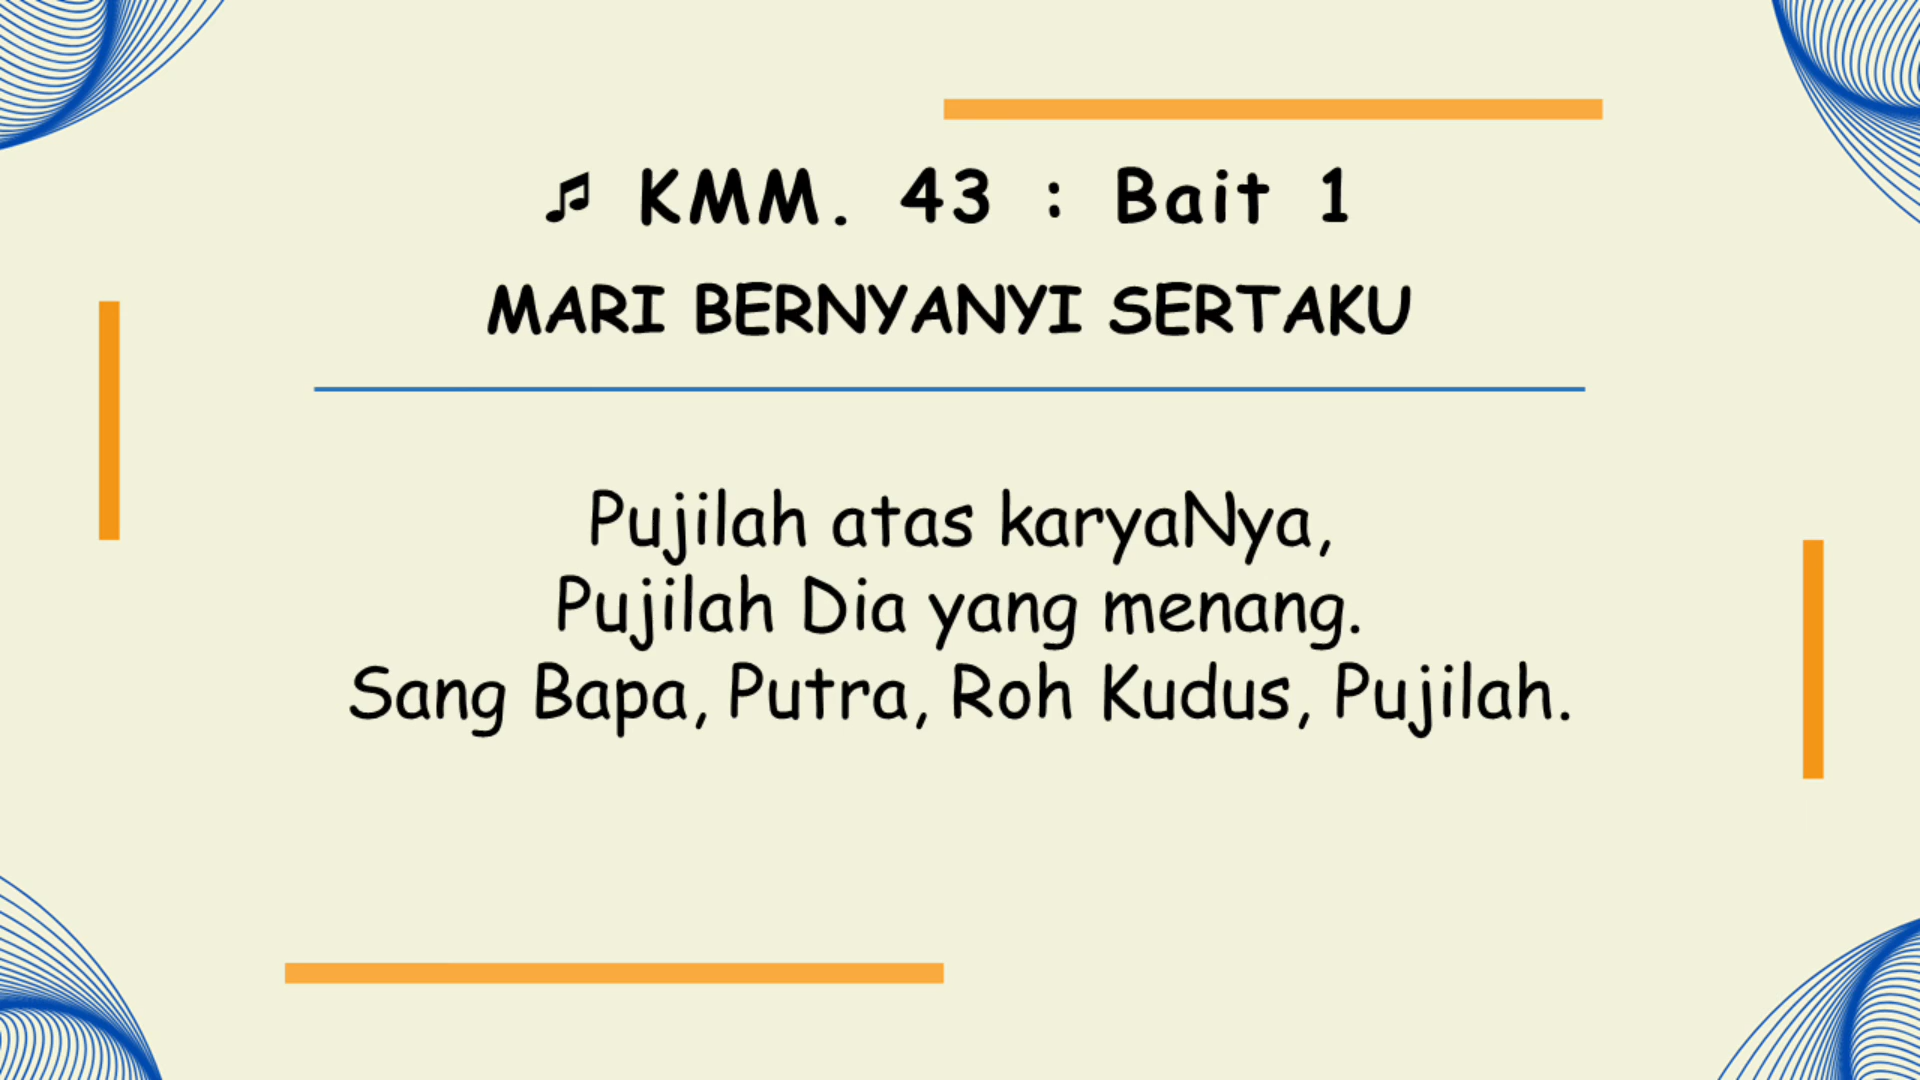 ♫ KMM. 43 : Bait 1
MARI BERNYANYI SERTAKU
Pujilah atas karyaNya,
Pujilah Dia yang menang.
Sang Bapa, Putra, Roh Kudus, Pujilah.